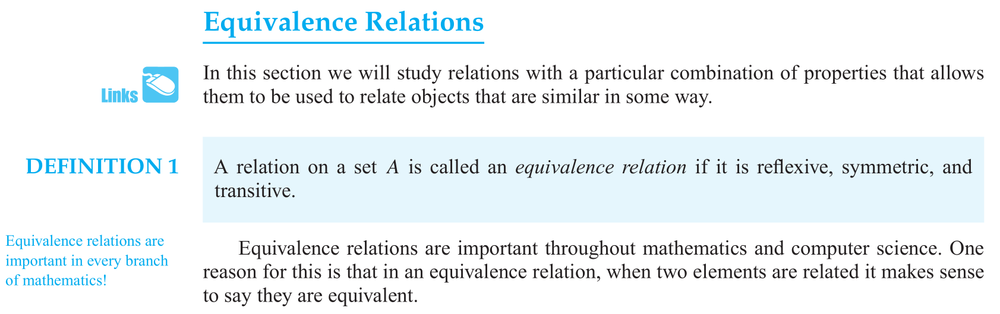 Equivalence Relations
Links
In this section we will study relations with a particular combination of properties that allows
them to be used to relate objects that are similar in some way.
DEFINITION 1
A relation on a set A is called an equivalence relation if it is reflexive, symmetric, and
transitive.
Equivalence relations are
important in every branch
of mathematics!
Equivalence relations are important throughout mathematics and computer science. One
reason for this is that in an equivalence relation, when two elements are related it makes sense
to say they are equivalent.